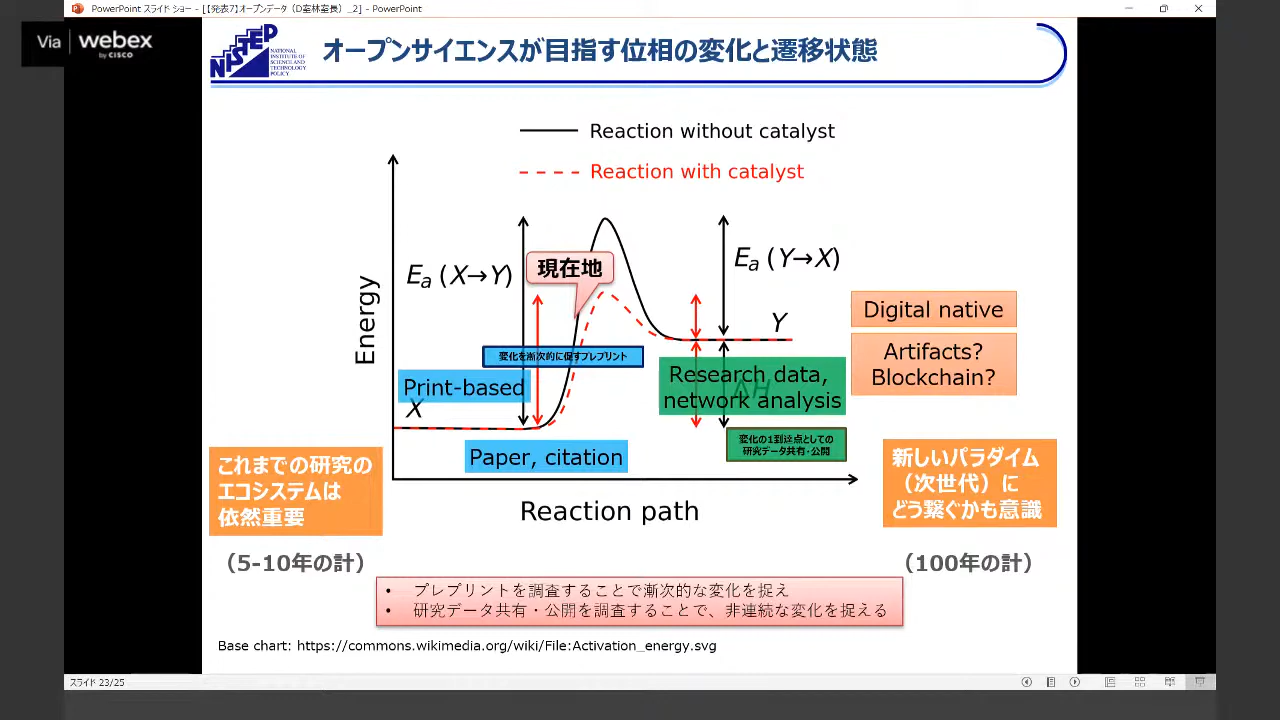 PowerPoint スライド ショー - [【発表7】オープンデータ（D室林室長）_2] - PowerPoint
Via webex
by CISCO
NISTEP
NATIONAL
INSTITUTE OF
SCIENCE AND
TECHNOLOGY
POLICY
オープンサイエンスが目指す位相の変化と遷移状態
Reaction without catalyst
Reaction with catalyst
Energy
Ea (X→Y)
現在地
Ea (Y→X)
Y
Digital native
Artifacts?
Blockchain?
変化を漸次的に促すプレプリント
Print-based
X
Research data,
network analysis
ΔH
変化の1到達点としての
研究データ共有・公開
Paper, citation
これまでの研究の
エコシステムは
依然重要
新しいパラダイム
（次世代）に
どう繋ぐかも意識
Reaction path
（5-10年の計）
（100年の計）
• プレプリントを調査することで漸次的な変化を捉え
• 研究データ共有・公開を調査することで、非連続な変化を捉える
Base chart: https://commons.wikimedia.org/wiki/File:Activation_energy.svg
スライド 23/25